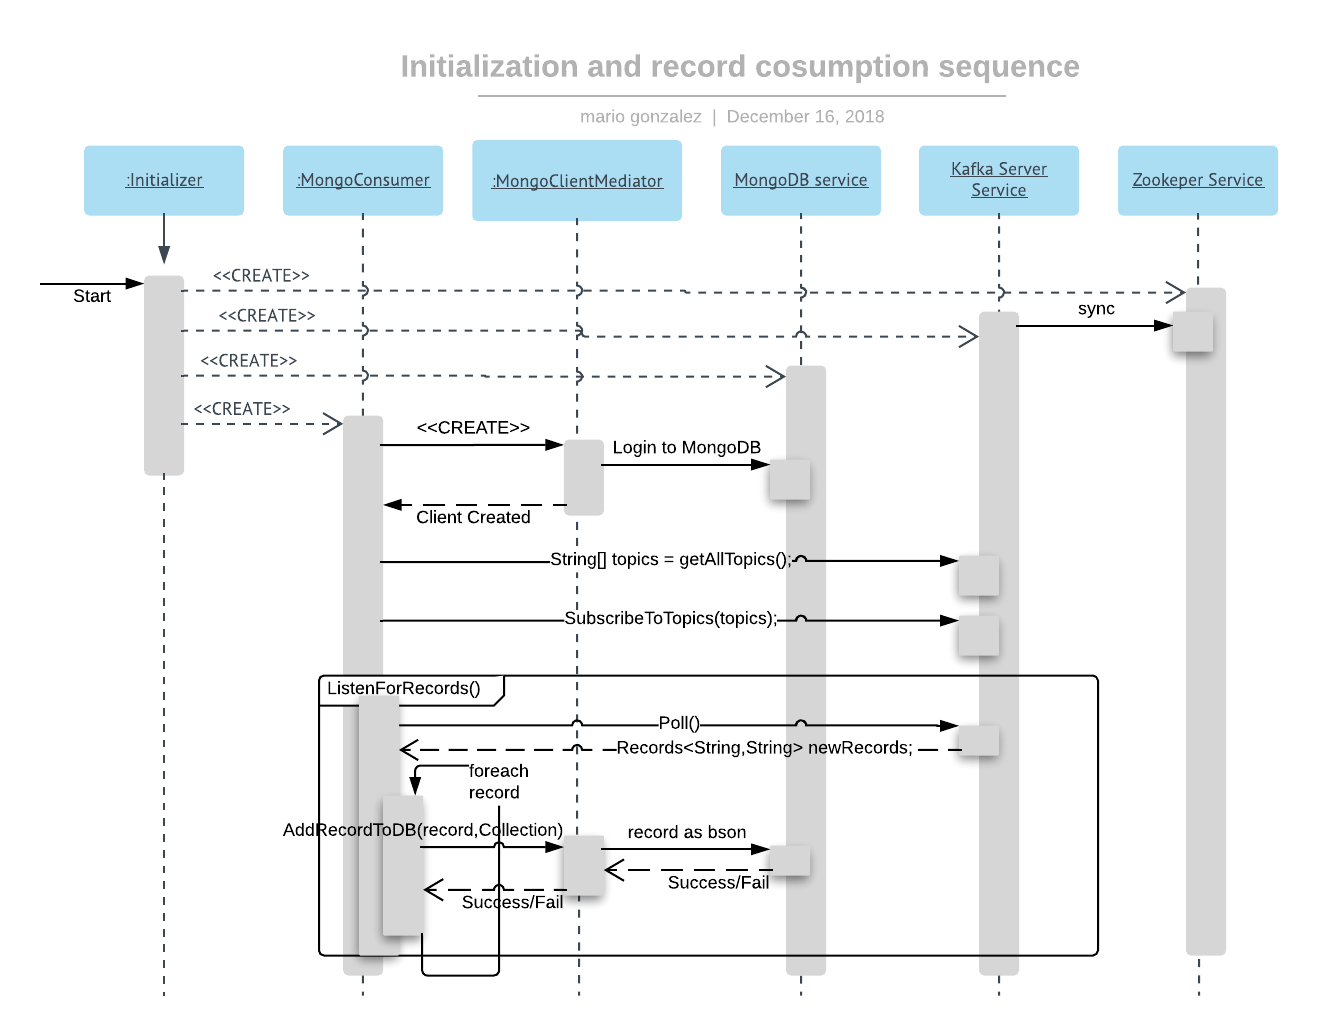 Initialization and record cosumption sequence
mario gonzalez | December 16, 2018
:Initializer
:MongoConsumer
:MongoClientMediator
MongoDB service
Kafka Server
Service
Zookeper Service
<<CREATE>>
Start
sync
<<CREATE>>
<<CREATE>>
<<CREATE>>
<<CREATE>>
Login to MongoDB
Client Created
String[] topics = getAllTopics();
SubscribeToTopics(topics);
ListenForRecords()
Poll()
Records<String,String> newRecords;
foreach
record
AddRecordToDB(record,Collection)
record as bson
Success/Fail
Success/Fail